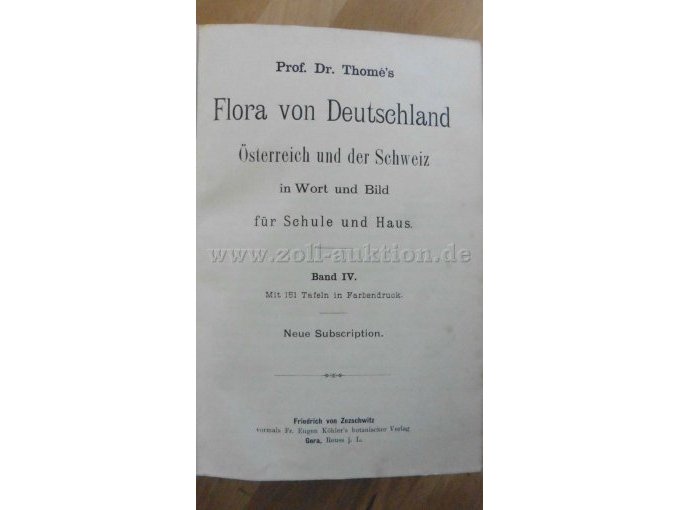 Prof. Dr. Thomé's
Flora von Deutschland
Österreich und der Schweiz
in Wort und Bild
für Schule und Haus.
www.zoll-auktion.de
Band IV.
Mit 151 Tafeln in Farbendruck.
Neue Subscription.
Friedrich von Zezschwitz
vormals Fr. Eugen Köhler's botanischer Verlag
Gera, Reuss j. L.